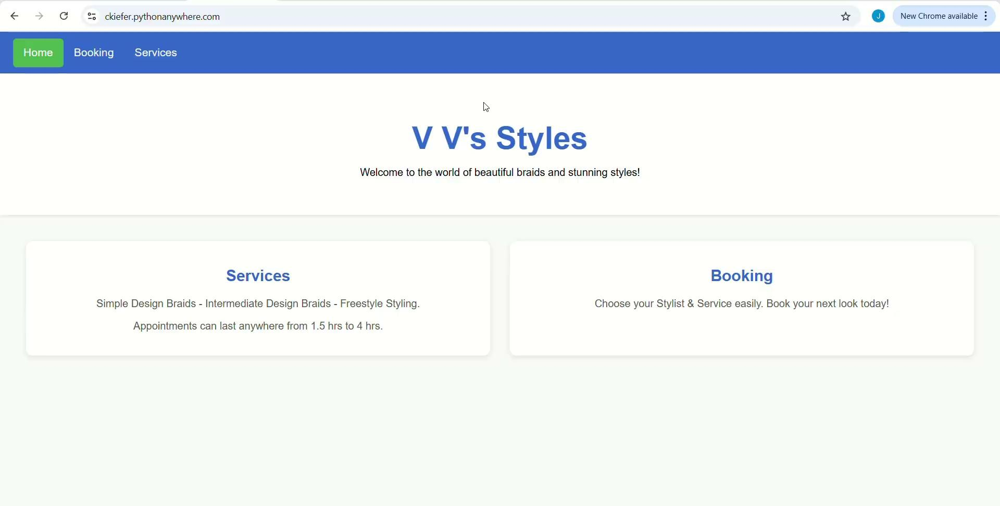 ckiefer.pythonanywhere.com
J
New Chrome available
Home
Booking
Services
V V's Styles
Welcome to the world of beautiful braids and stunning styles!
Services
Simple Design Braids - Intermediate Design Braids - Freestyle Styling.
Appointments can last anywhere from 1.5 hrs to 4 hrs.
Booking
Choose your Stylist & Service easily. Book your next look today!